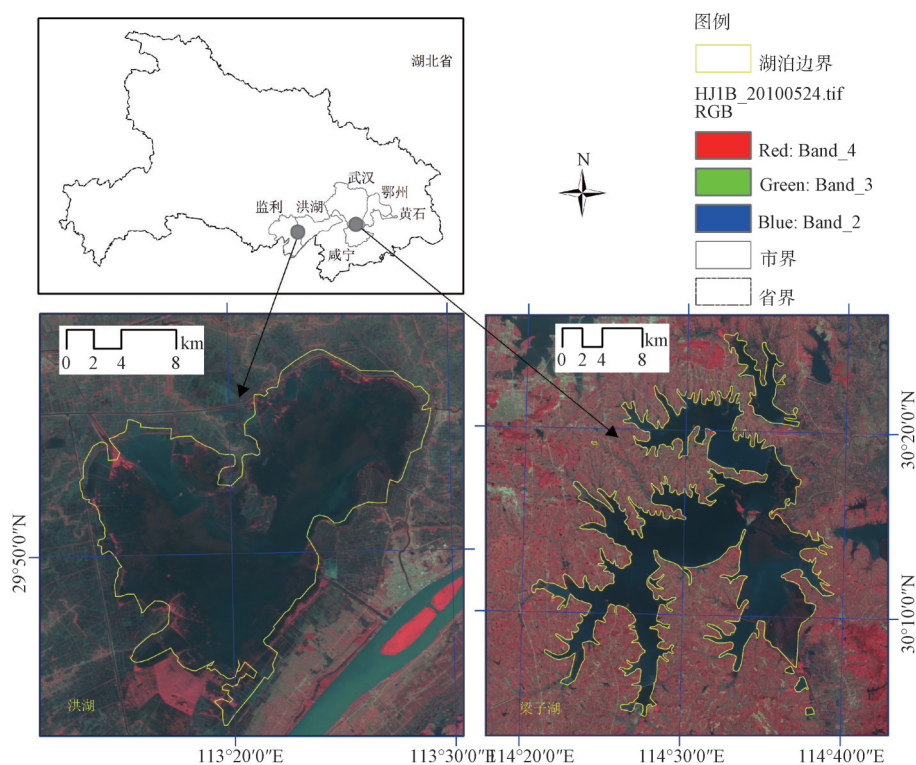 湖北省
武汉
鄂州
监利 洪湖
黄石
咸宁
N
图例
湖泊边界
HJ1B_20100524.tif
RGB
Red: Band_4
Green: Band_3
Blue: Band_2
市界
省界
km
0 2 4 8
29°50′0″N
洪湖
113°20′0″E
113°30′0″E
km
0 2 4 8
30°20′0″N
30°10′0″N
梁子湖
114°20′0″E
114°30′0″E
114°40′0″E